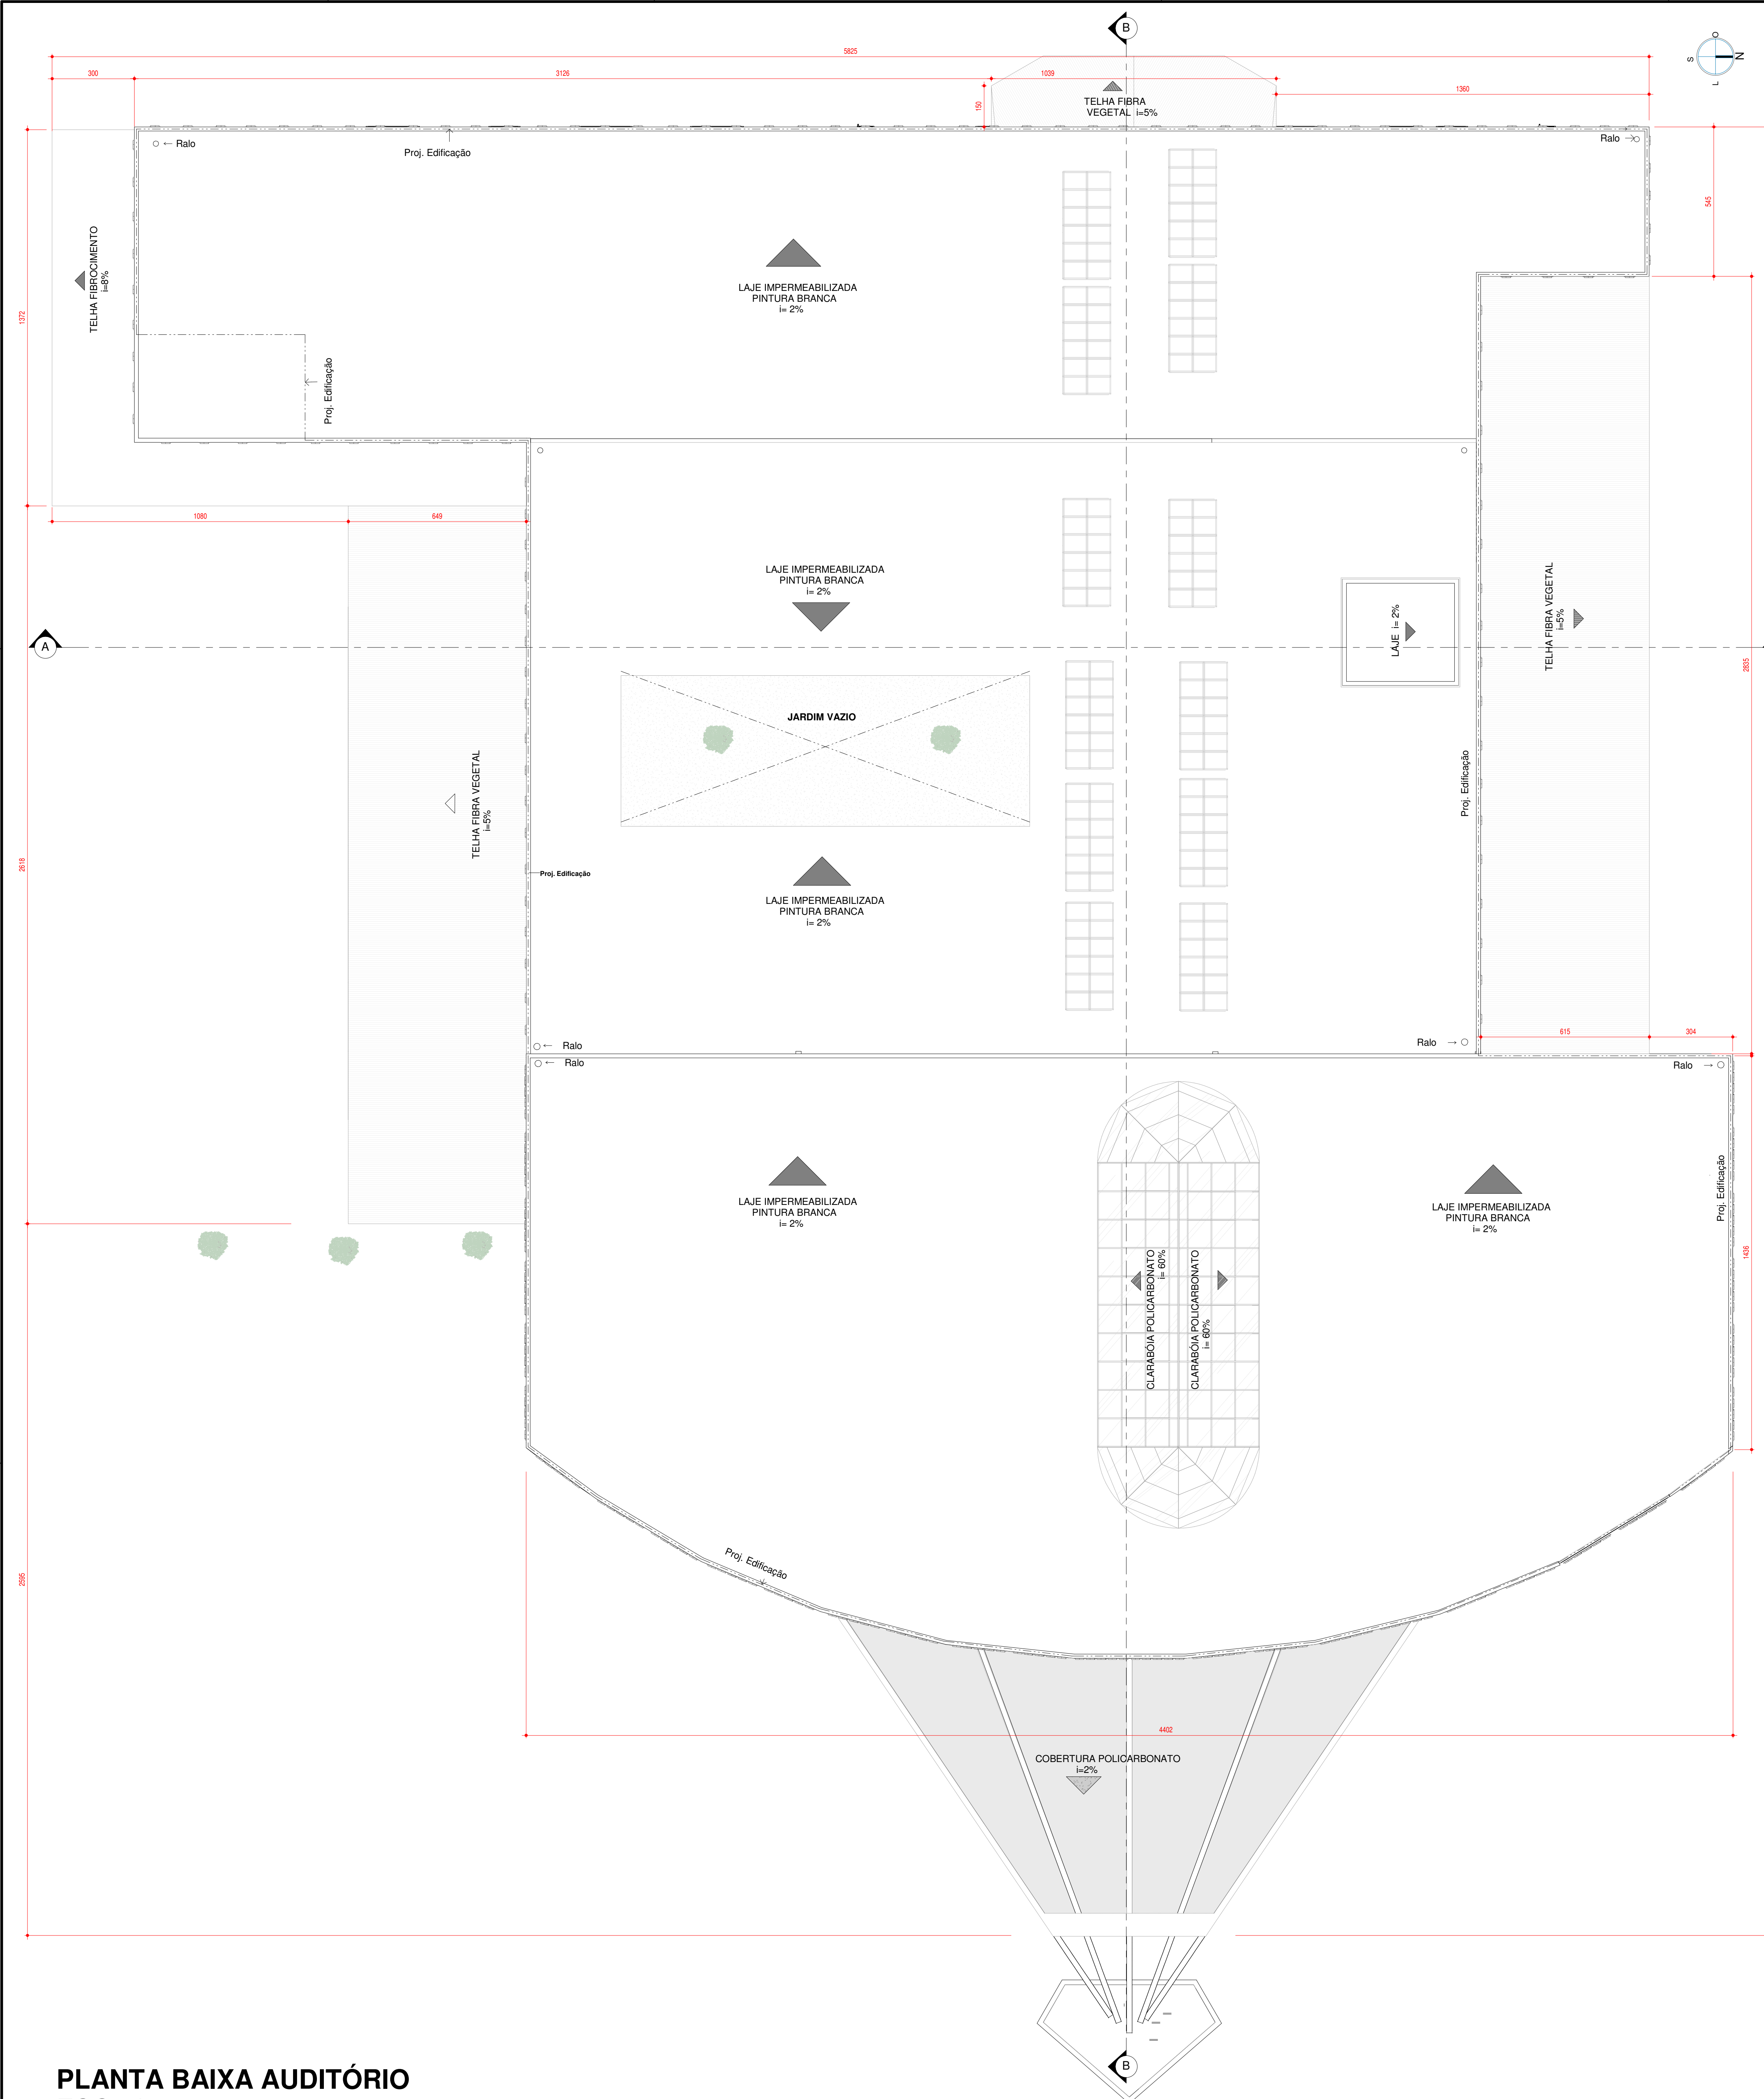 B
5825
O
S
N
L
300
3126
1039
1360
150
TELHA FIBRA
VEGETAL i=5%
Ralo
Proj. Edificação
Ralo
545
TELHA FIBROCIMENTO
i=8%
1372
LAJE IMPERMEABILIZADA
PINTURA BRANCA
i= 2%
Proj. Edificação
1080
649
LAJE IMPERMEABILIZADA
PINTURA BRANCA
i= 2%
LAJE i= 2%
TELHA FIBRA VEGETAL
i=5%
A
2835
JARDIM VAZIO
TELHA FIBRA VEGETAL
i=5%
Proj. Edificação
2618
Proj. Edificação
LAJE IMPERMEABILIZADA
PINTURA BRANCA
i= 2%
615
304
Ralo
Ralo
Ralo
Ralo
LAJE IMPERMEABILIZADA
PINTURA BRANCA
i= 2%
LAJE IMPERMEABILIZADA
PINTURA BRANCA
i= 2%
Proj. Edificação
1436
CLARABÓIA POLICARBONATO
i= 60%
CLARABÓIA POLICARBONATO
i= 60%
Proj. Edificação
2595
4402
COBERTURA POLICARBONATO
i=2%
B
PLANTA BAIXA AUDITÓRIO